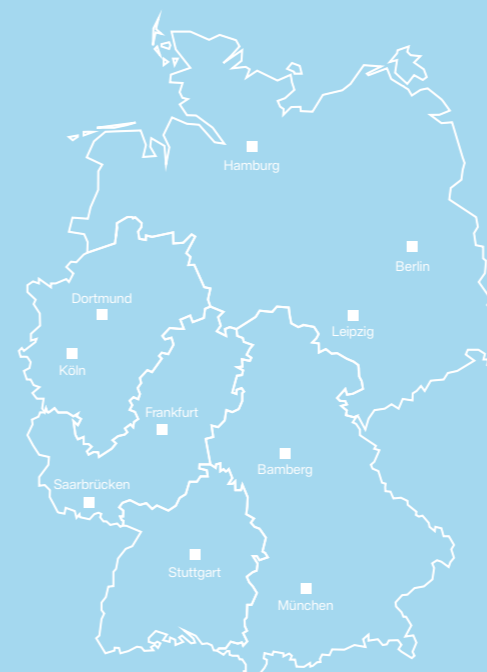 Hamburg
Berlin
Dortmund
Leipzig
Köln
Frankfurt
Bamberg
Saarbrücken
Stuttgart
München